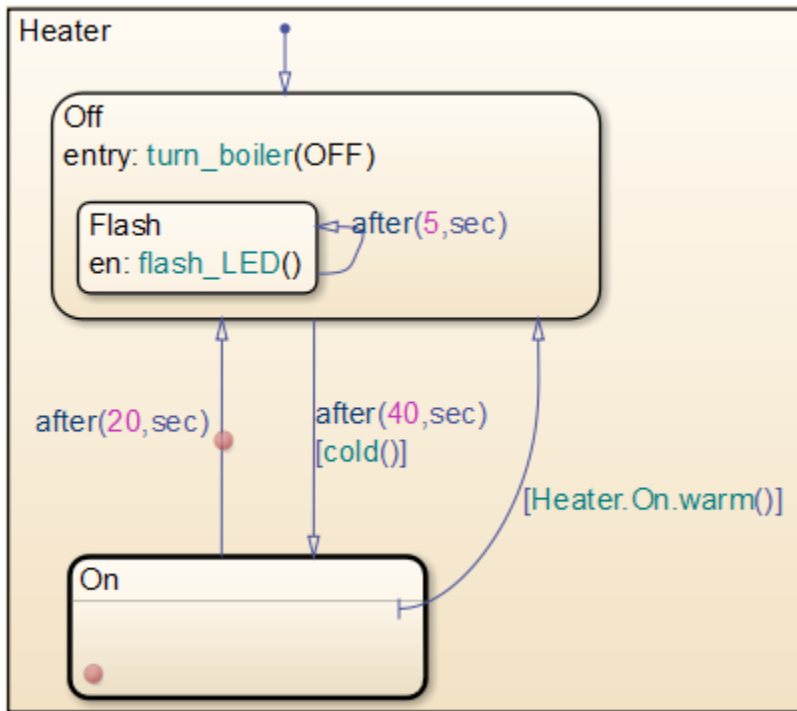 Heater
Off
entry: turn_boiler(OFF)
Flash
en: flash_LED()
after(5,sec)
after(20,sec)
after(40,sec)
[cold()]
[Heater.On.warm()]
On